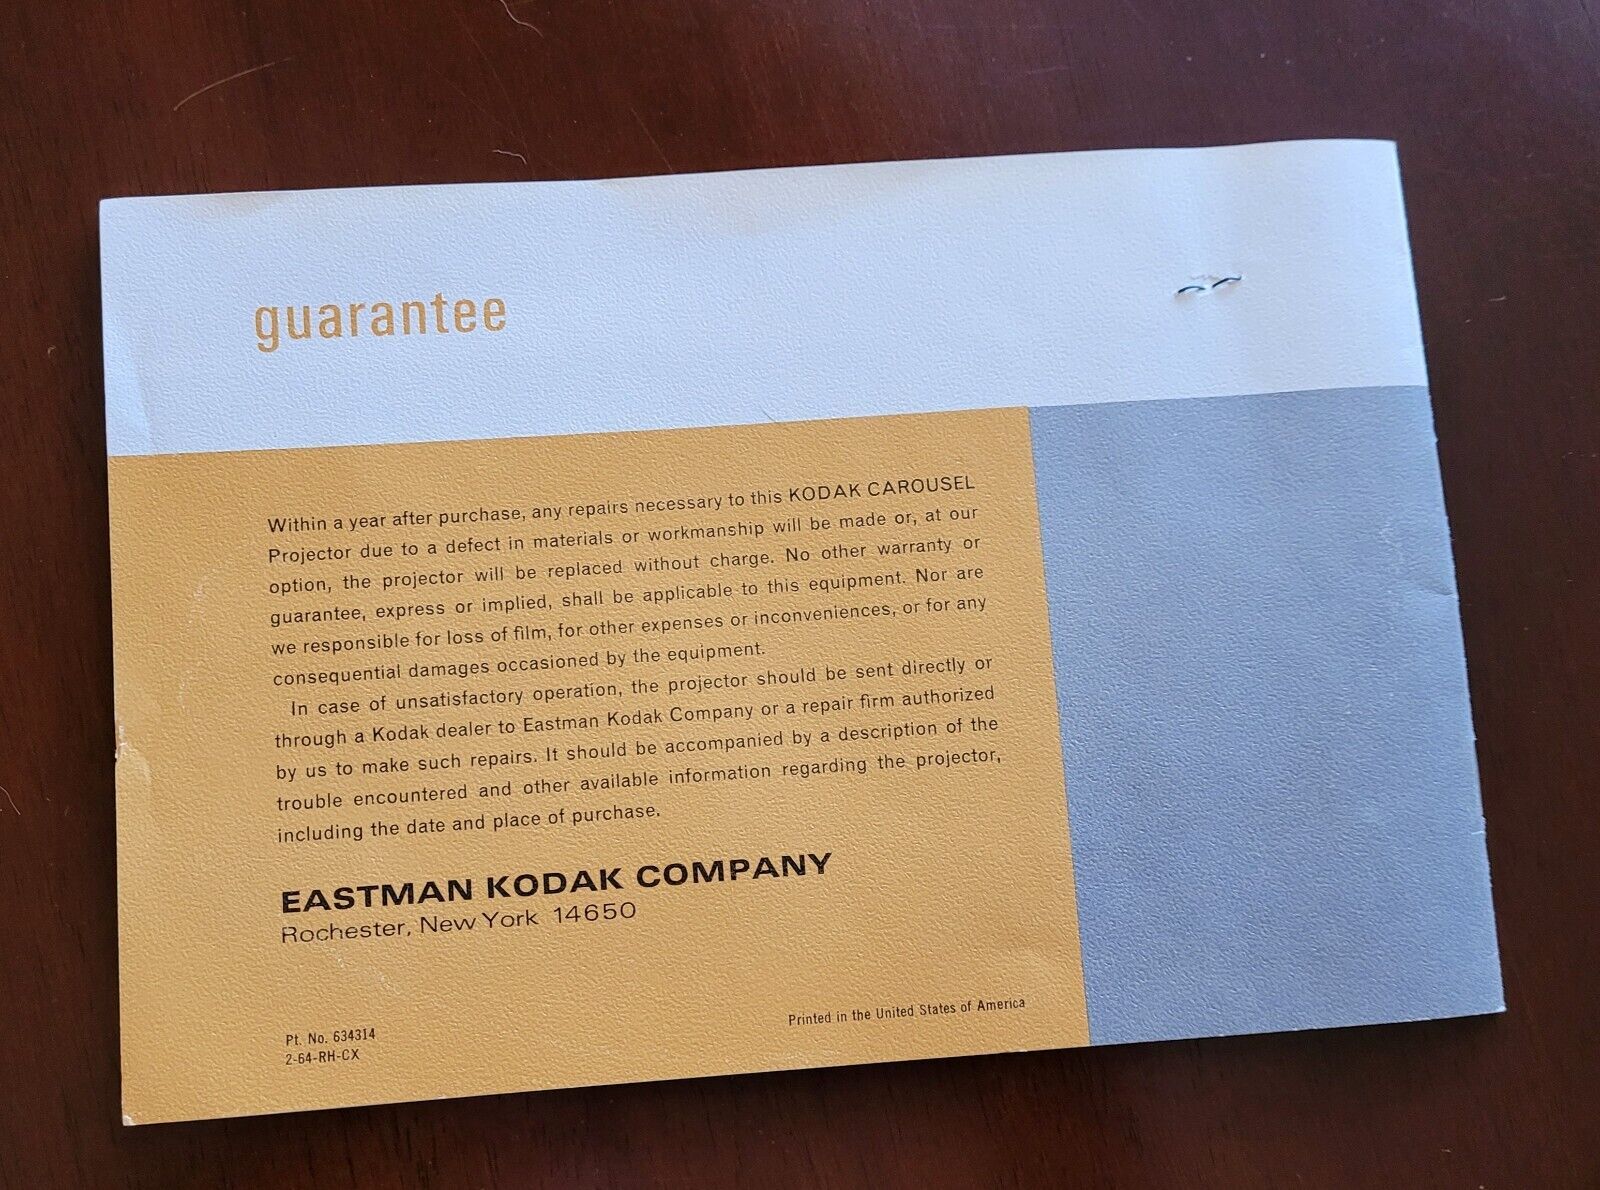 guarantee
Within a year after purchase, any repairs necessary to this KODAK CAROUSEL
Projector due to a defect in materials or workmanship will be made or, at our
option, the projector will be replaced without charge. No other warranty or
guarantee, express or implied, shall be applicable to this equipment. Nor are
we responsible for loss of film, for other expenses or inconveniences, or for any
consequential damages occasioned by the equipment.
In case of unsatisfactory operation, the projector should be sent directly or
through a Kodak dealer to Eastman Kodak Company or a repair firm authorized
by us to make such repairs. It should be accompanied by a description of the
trouble encountered and other available information regarding the projector,
including the date and place of purchase.
EASTMAN KODAK COMPANY
Rochester, New York 14650
Pt. No. 634314
2-64-RH-CX
Printed in the United States of America